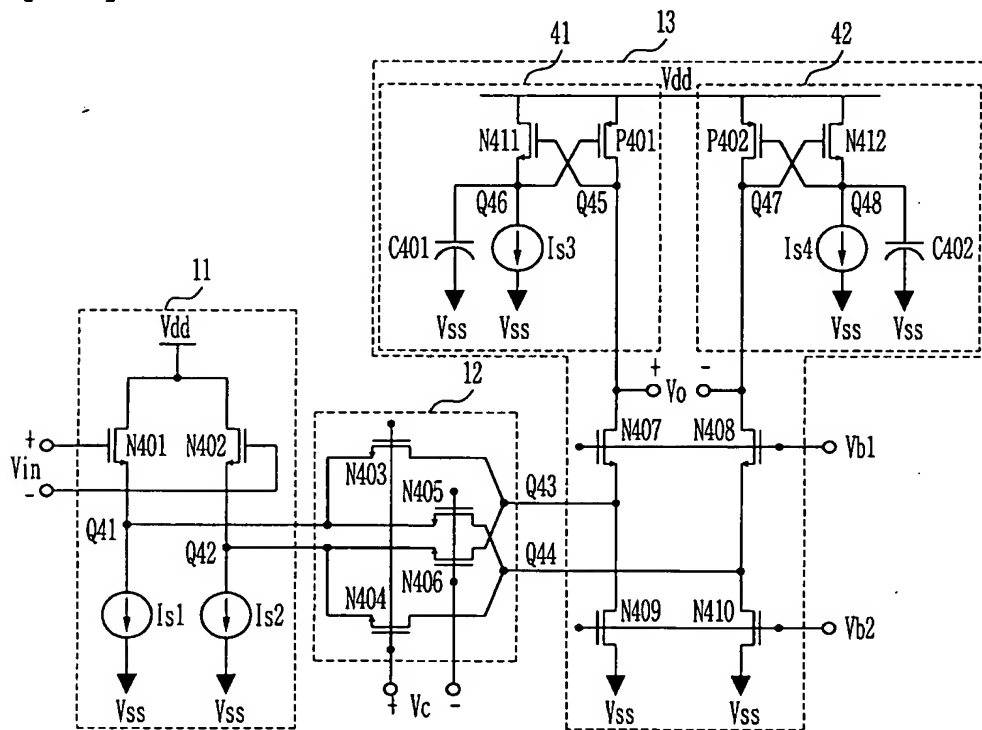 13
41
42
Vdd
N411
P401
P402
N412
Q46
Q45
Q47
Q48
C401
Is3
Is4
C402
Vss
Vss
Vss
Vss
11
Vdd
12
+
Vo
-
N401
N402
+
Vin
-
N403
N405
N407
N408
Vb1
Q43
Q41
Q42
N406
Q44
N404
Is1
Is2
N409
N410
Vb2
Vss
Vss
+
Vc
-
Vss
Vss